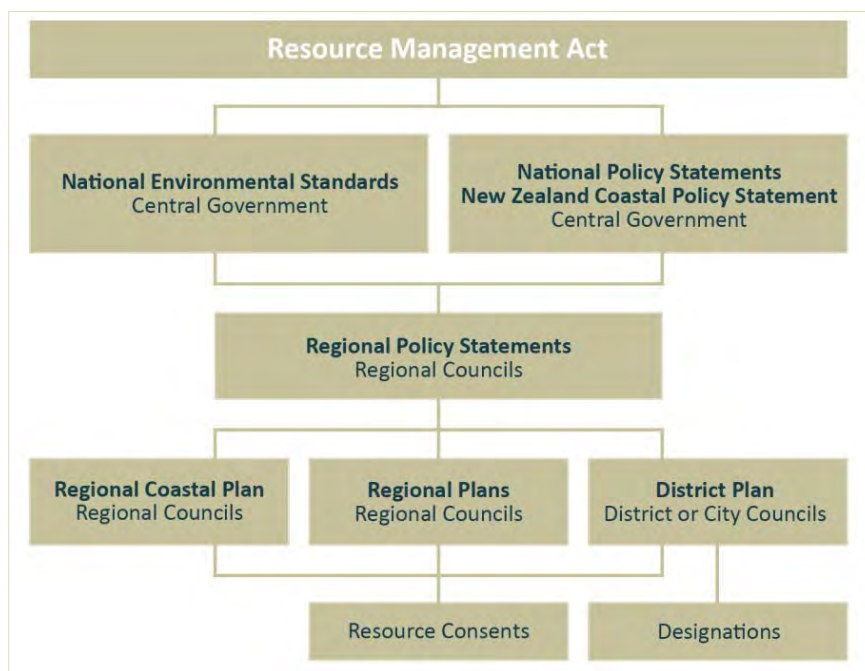 Resource Management Act
National Environmental Standards
Central Government
National Policy Statements
New Zealand Coastal Policy Statement
Central Government
Regional Policy Statements
Regional Councils
Regional Coastal Plan
Regional Councils
Regional Plans
Regional Councils
District Plan
District or City Councils
Resource Consents
Designations